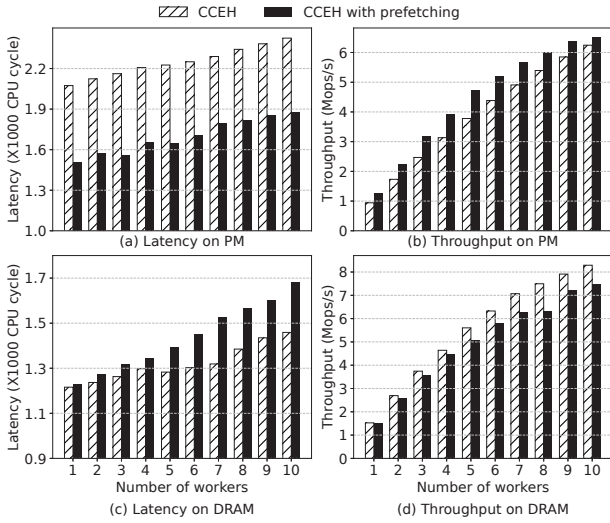 CCEH CCEH with prefetching
Latency (X1000 CPU cycle)
2.2
1.9
1.6
1.3
1.0
(a) Latency on PM
Throughput (Mops/s)
6
5
4
3
2
1
0
(b) Throughput on PM
Latency (X1000 CPU cycle)
1.7
1.5
1.3
1.1
0.9
1 2 3 4 5 6 7 8 9 10
Number of workers
(c) Latency on DRAM
Throughput (Mops/s)
8
7
6
5
4
3
2
1
0
1 2 3 4 5 6 7 8 9 10
Number of workers
(d) Throughput on DRAM